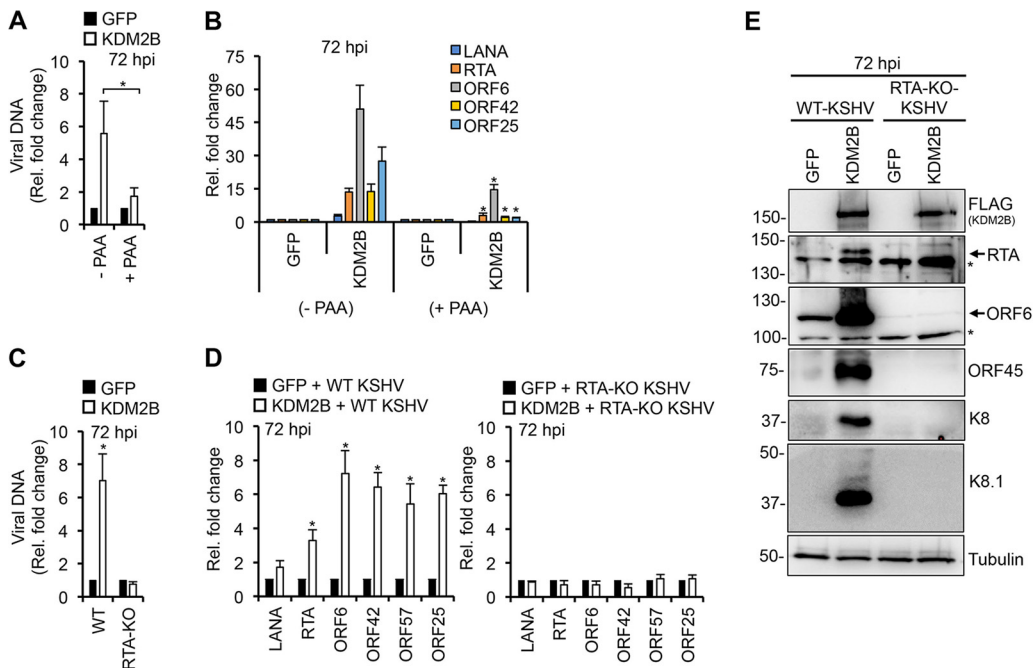 A
GFP
KDM2B
72 hpi
*
Viral DNA
(Rel. fold change)
10
8
6
4
2
0
- PAA
+ PAA
B
72 hpi
LANA
RTA
ORF6
ORF42
ORF25
Rel. fold change
75
60
45
30
15
0
* * * *
GFP
KDM2B
GFP
KDM2B
(- PAA)
(+ PAA)
C
GFP
KDM2B
72 hpi
*
Viral DNA
(Rel. fold change)
10
8
6
4
2
0
WT
RTA-KO
D
GFP + WT KSHV
KDM2B + WT KSHV
72 hpi
Rel. fold change
10
8
6
4
2
0
* * * * *
LANA
RTA
ORF6
ORF42
ORF57
ORF25
GFP + RTA-KO KSHV
KDM2B + RTA-KO KSHV
72 hpi
Rel. fold change
10
8
6
4
2
0
LANA
RTA
ORF6
ORF42
ORF57
ORF25
E
72 hpi
WT-KSHV
RTA-KO-
KSHV
GFP
KDM2B
GFP
KDM2B
150-
FLAG
(KDM2B)
150-
130-
RTA
*
130-
100-
ORF6
*
75-
ORF45
37-
K8
50-
37-
K8.1
50-
Tubulin